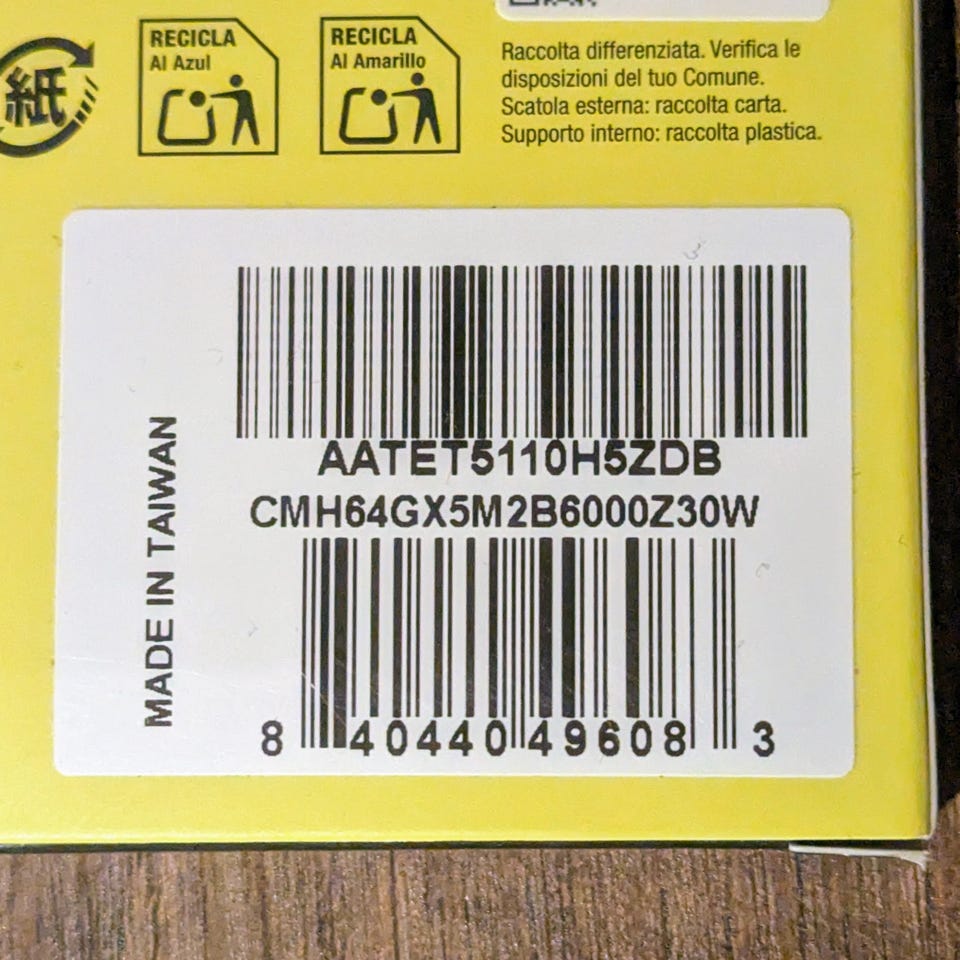 紙
RECICLA
Al Azul
RECICLA
Al Amarillo
Raccolta differenziata. Verifica le
disposizioni del tuo Comune.
Scatola esterna: raccolta carta.
Supporto interno: raccolta plastica.
MADE IN TAIWAN
AATET5110H5ZDB
CMH64GX5M2B6000Z30W
8 40440 49608 3